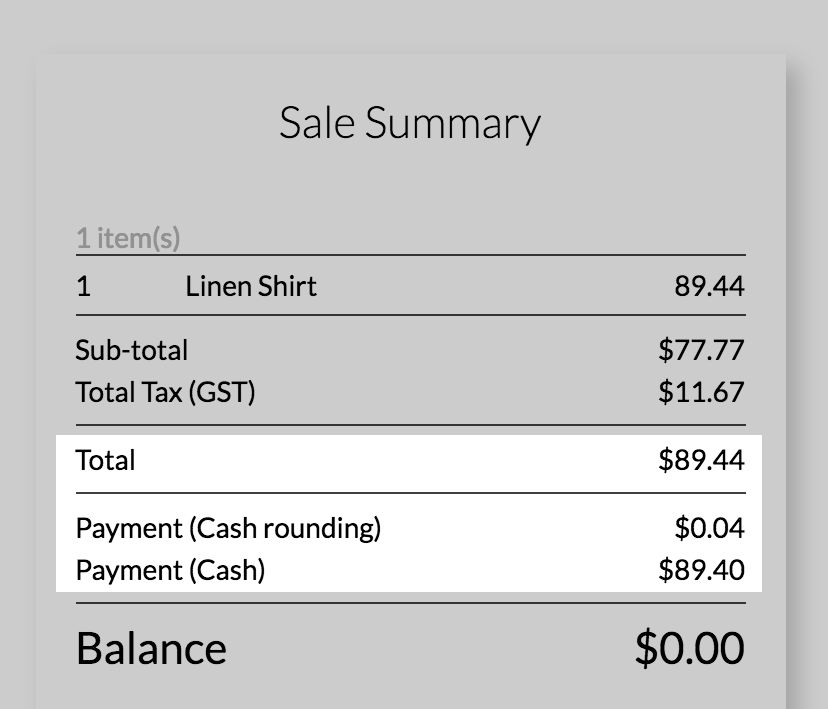 Sale Summary
1 item(s)
1 Linen Shirt 89.44
Sub-total $77.77
Total Tax (GST) $11.67
Total $89.44
Payment (Cash rounding) $0.04
Payment (Cash) $89.40
Balance $0.00